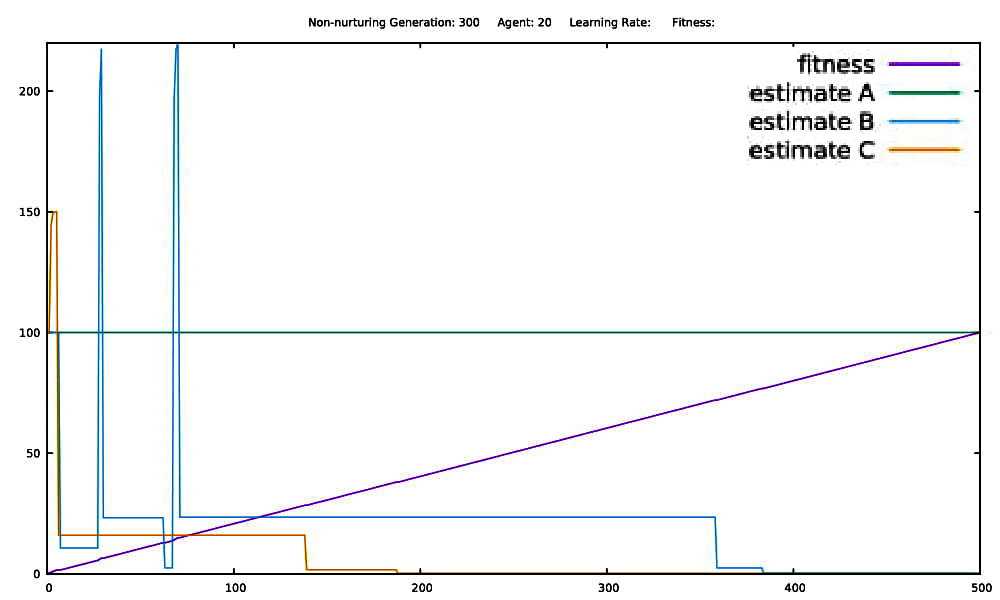 Non-nurturing Generation: 300 Agent: 20 Learning Rate: Fitness:
fitness
estimate A
estimate B
estimate C
200
150
100
50
0
0 100 200 300 400 500